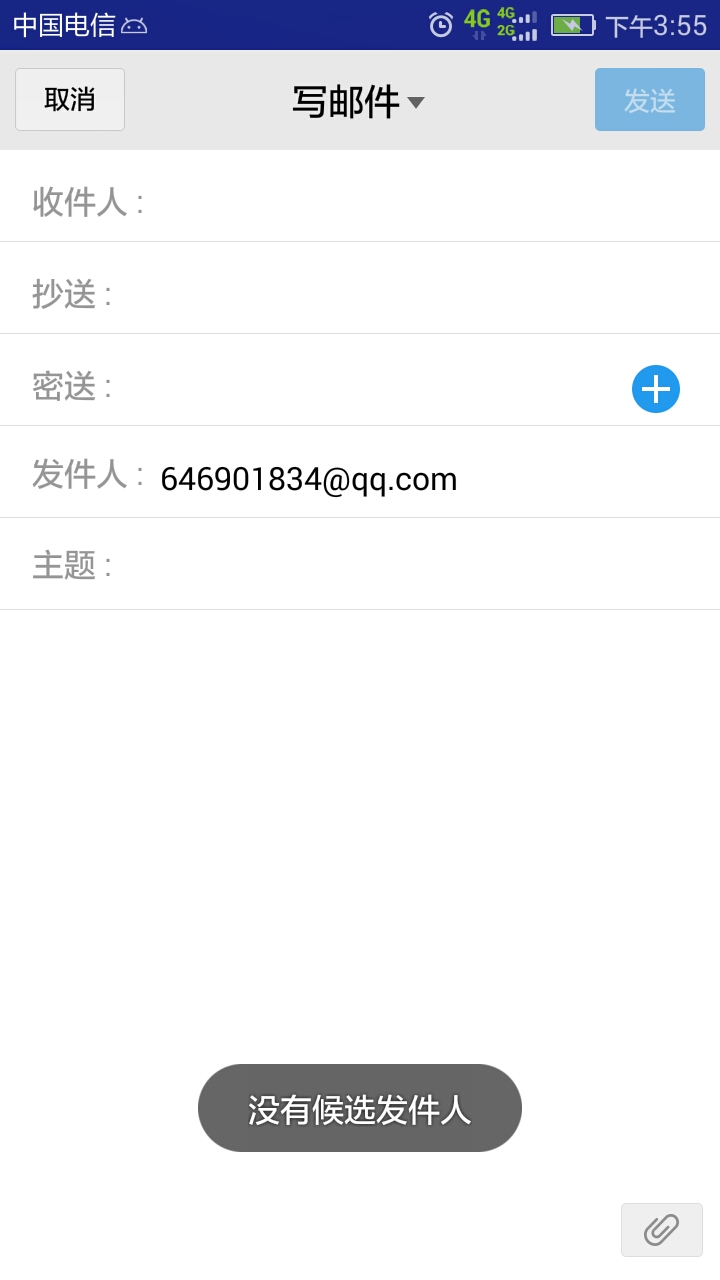 中国电信 4G 4G 2G 下午3:55
取消 写邮件 发送
收件人 :
抄送 :
密送 :
发件人 : 646901834@qq.com
主题 :
没有候选发件人